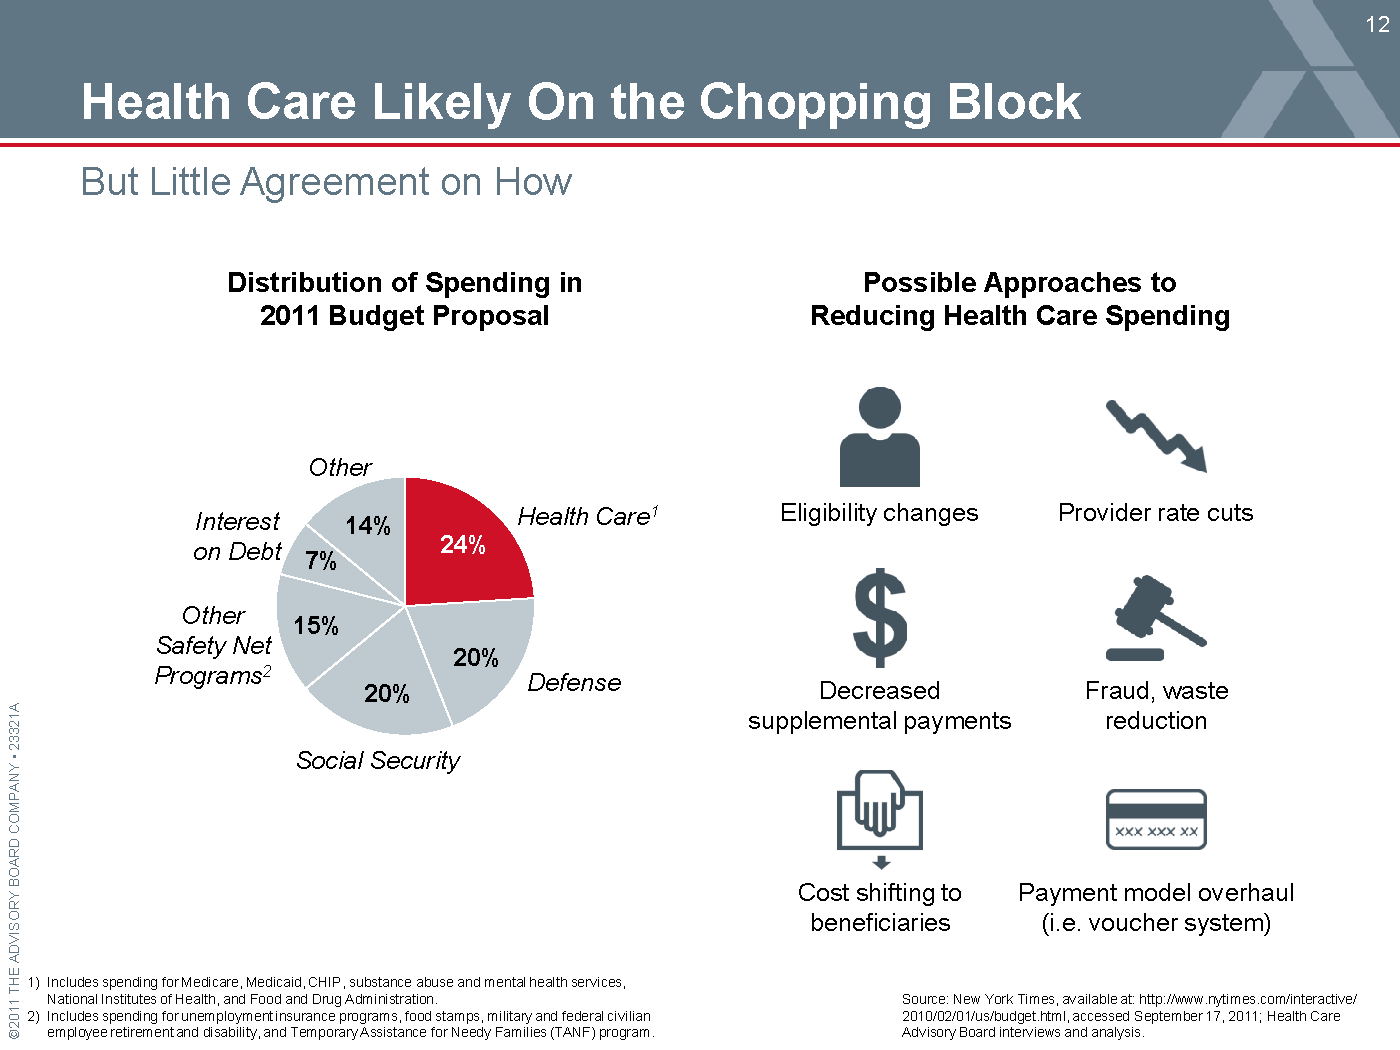 12
Health Care Likely On the Chopping Block
But Little Agreement on How
Distribution of Spending in
2011 Budget Proposal
Other
Interest
on Debt
Other
Safety Net
Programs2
Social Security
Defense
Health Care1
14%
7%
15%
20%
20%
24%
Possible Approaches to
Reducing Health Care Spending
Eligibility changes
Provider rate cuts
$
Decreased
supplemental payments
Fraud, waste
reduction
Cost shifting to
beneficiaries
xxx xxx xx
Payment model overhaul
(i.e. voucher system)
1) Includes spending for Medicare, Medicaid, CHIP, substance abuse and mental health services,
National Institutes of Health, and Food and Drug Administration.
2) Includes spending for unemployment insurance programs, food stamps, military and federal civilian
employee retirement and disability, and Temporary Assistance for Needy Families (TANF) program.
Source: New York Times, available at: http://www.nytimes.com/interactive/
2010/02/01/us/budget.html, accessed September 17, 2011; Health Care
Advisory Board interviews and analysis.
©2011 THE ADVISORY BOARD COMPANY • 23321A